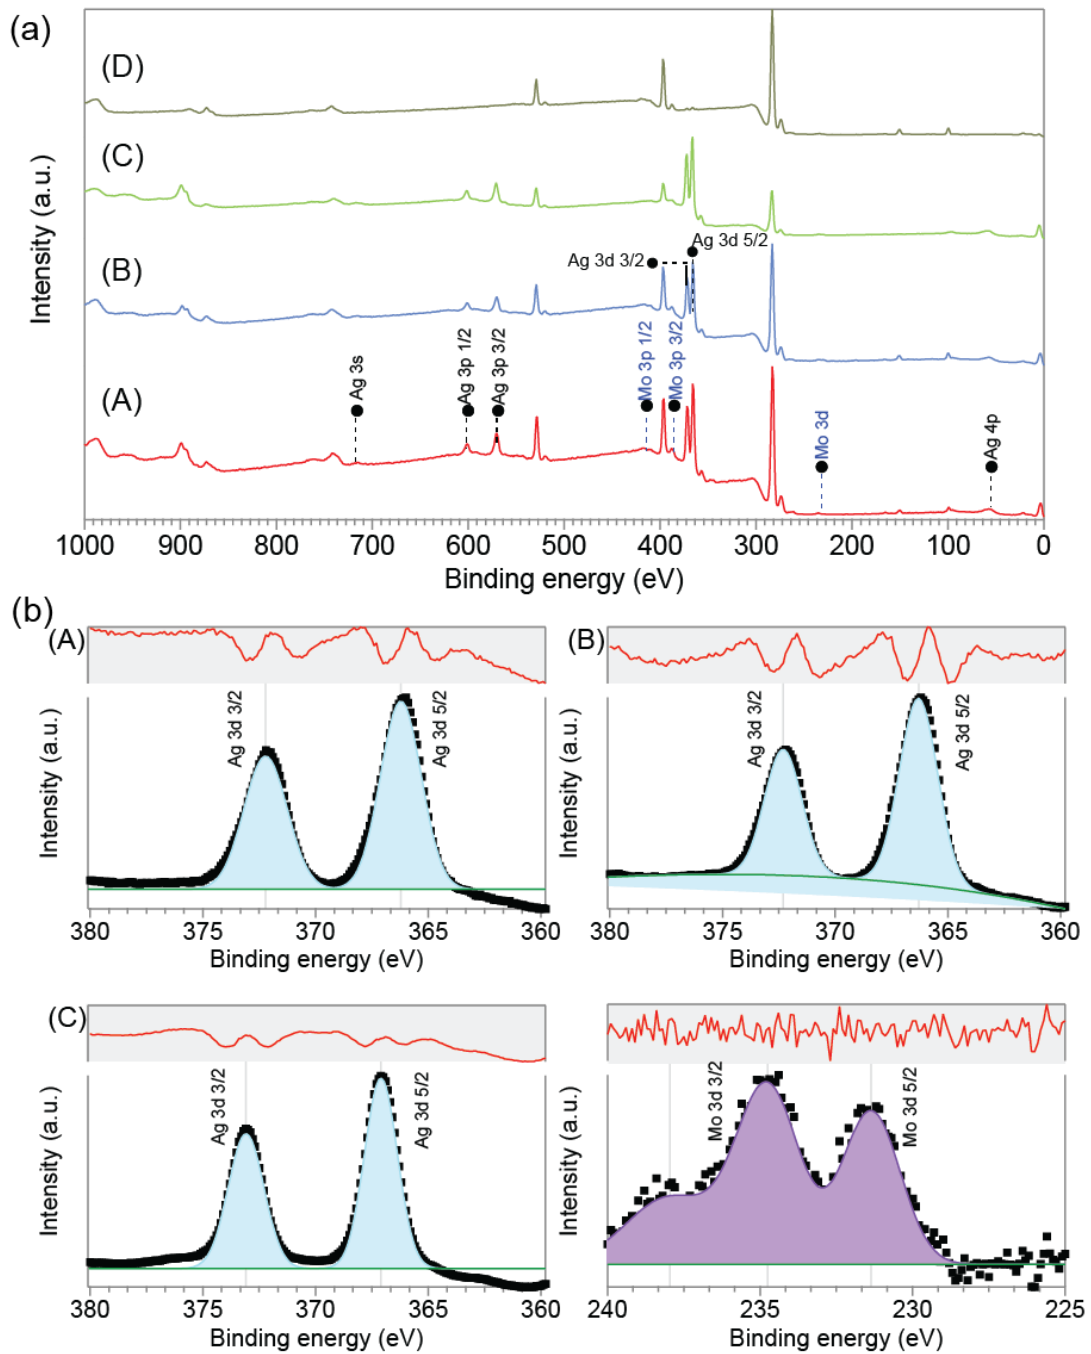 (a)
(D)
(C)
(B)
(A)
Ag 3d 5/2
Ag 3d 3/2
Ag 3s
Ag 3p 1/2
Ag 3p 3/2
Mo 3p 1/2
Mo 3p 3/2
Mo 3d
Ag 4p
Intensity (a.u.)
1000 900 800 700 600 500 400 300 200 100 0
Binding energy (eV)
(b)
(A)
Ag 3d 3/2
Ag 3d 5/2
Intensity (a.u.)
380 375 370 365 360
Binding energy (eV)
(B)
Ag 3d 3/2
Ag 3d 5/2
Intensity (a.u.)
380 375 370 365 360
Binding energy (eV)
(C)
Ag 3d 3/2
Ag 3d 5/2
Intensity (a.u.)
380 375 370 365 360
Binding energy (eV)
Mo 3d 3/2
Mo 3d 5/2
Intensity (a.u.)
240 235 230 225
Binding energy (eV)